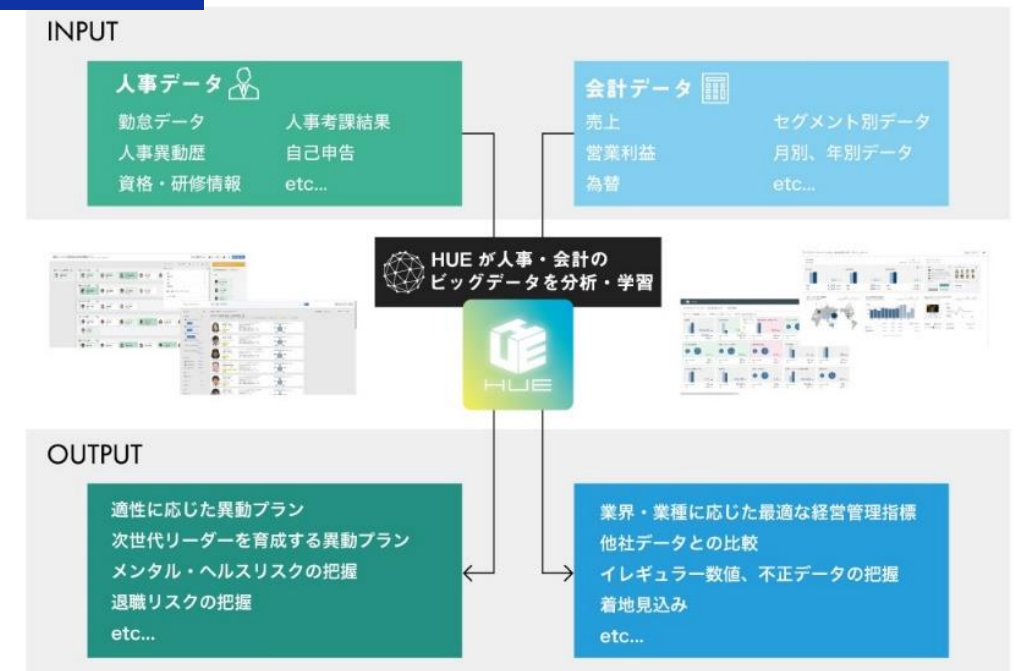 INPUT
人事データ
勤怠データ 人事考課結果
人事異動歴 自己申告
資格・研修情報 etc...
会計データ
売上 セグメント別データ
営業利益 月別、年別データ
為替 etc...
HUE が人事・会計の
ビッグデータを分析・学習
HUE
HUE
OUTPUT
適性に応じた異動プラン
次世代リーダーを育成する異動プラン
メンタル・ヘルスリスクの把握
退職リスクの把握
etc...
業界・業種に応じた最適な経営管理指標
他社データとの比較
イレギュラー数値、不正データの把握
着地見込み
etc...